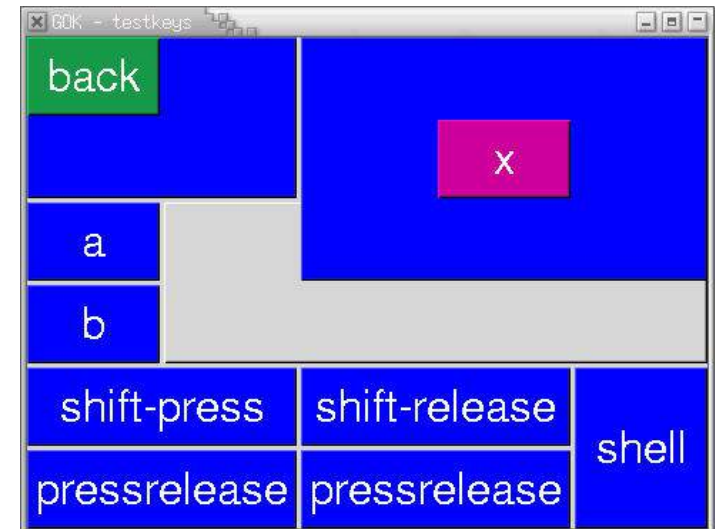 GOK - testkeys
back
x
a
b
shift-press
shift-release
shell
pressrelease
pressrelease